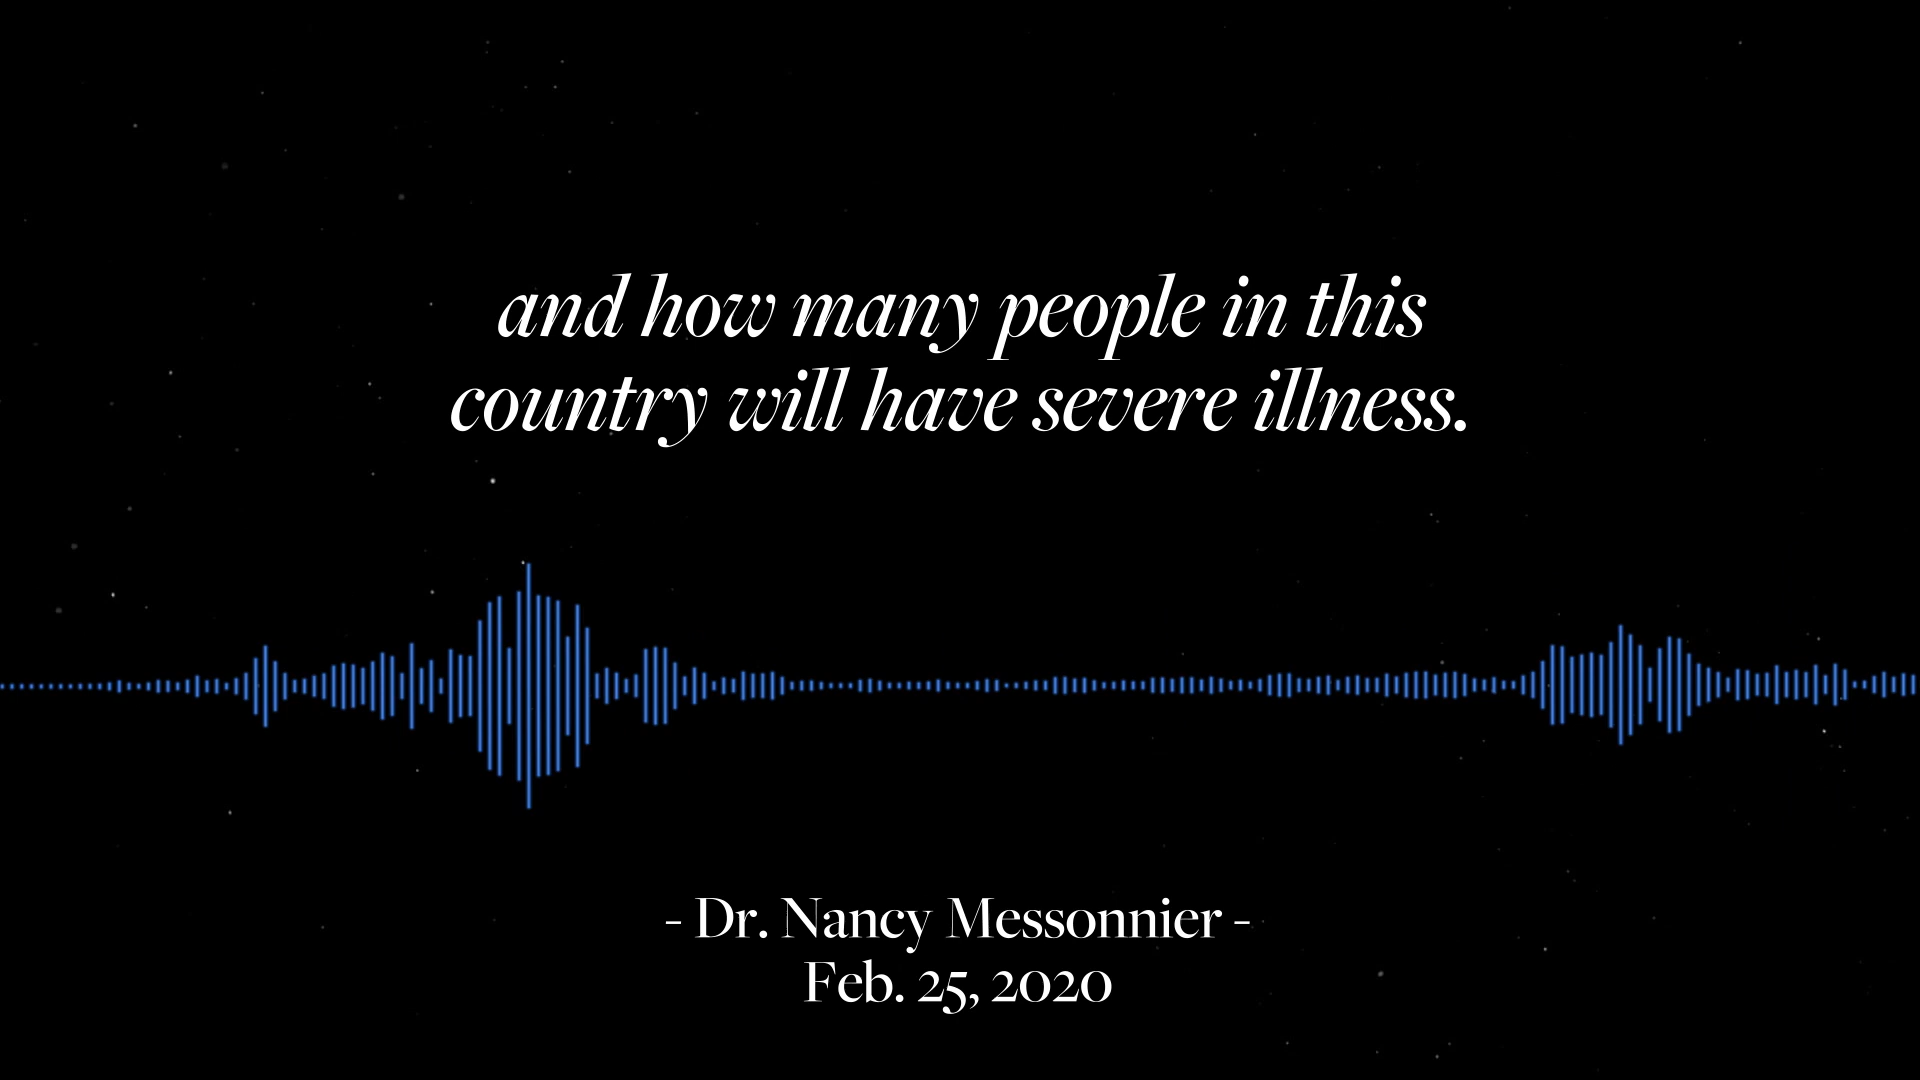 and how many people in this
country will have severe illness.
- Dr. Nancy Messonnier -
Feb. 25, 2020